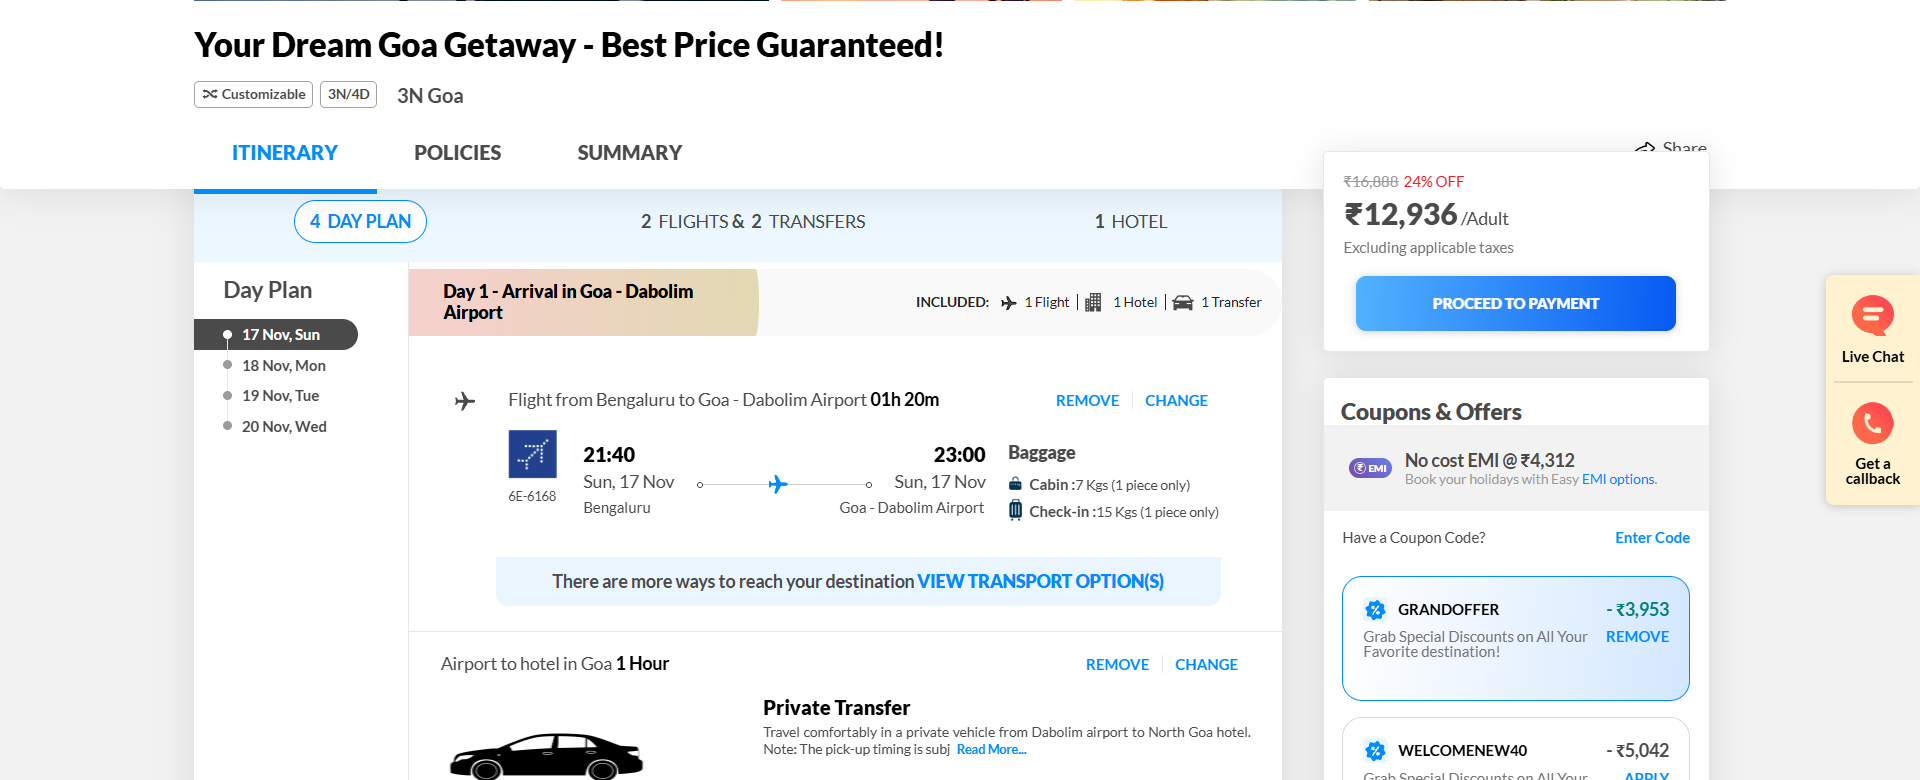 Your Dream Goa Getaway - Best Price Guaranteed!
Customizable 3N/4D 3N Goa
ITINERARY POLICIES SUMMARY
Share
4 DAY PLAN 2 FLIGHTS & 2 TRANSFERS 1 HOTEL
Day Plan
17 Nov, Sun
18 Nov, Mon
19 Nov, Tue
20 Nov, Wed
Day 1 - Arrival in Goa - Dabolim
Airport
INCLUDED: 1 Flight 1 Hotel 1 Transfer
Flight from Bengaluru to Goa - Dabolim Airport 01h 20m REMOVE CHANGE
6E-6168
21:40
Sun, 17 Nov
Bengaluru
23:00
Sun, 17 Nov
Goa - Dabolim Airport
Baggage
Cabin :7 Kgs (1 piece only)
Check-in :15 Kgs (1 piece only)
There are more ways to reach your destination VIEW TRANSPORT OPTION(S)
Airport to hotel in Goa 1 Hour REMOVE CHANGE
Private Transfer
Travel comfortably in a private vehicle from Dabolim airport to North Goa hotel.
Note: The pick-up timing is subj Read More...
₹16,888 24% OFF
₹12,936 /Adult
Excluding applicable taxes
PROCEED TO PAYMENT
Coupons & Offers
₹ EMI
No cost EMI @ ₹4,312
Book your holidays with Easy EMI options.
Have a Coupon Code? Enter Code
GRANDOFFER - ₹3,953
Grab Special Discounts on All Your REMOVE
Favorite destination!
WELCOMENEW40 - ₹5,042
Grab Special Discounts on All Your APPLY
Live Chat
Get a
callback